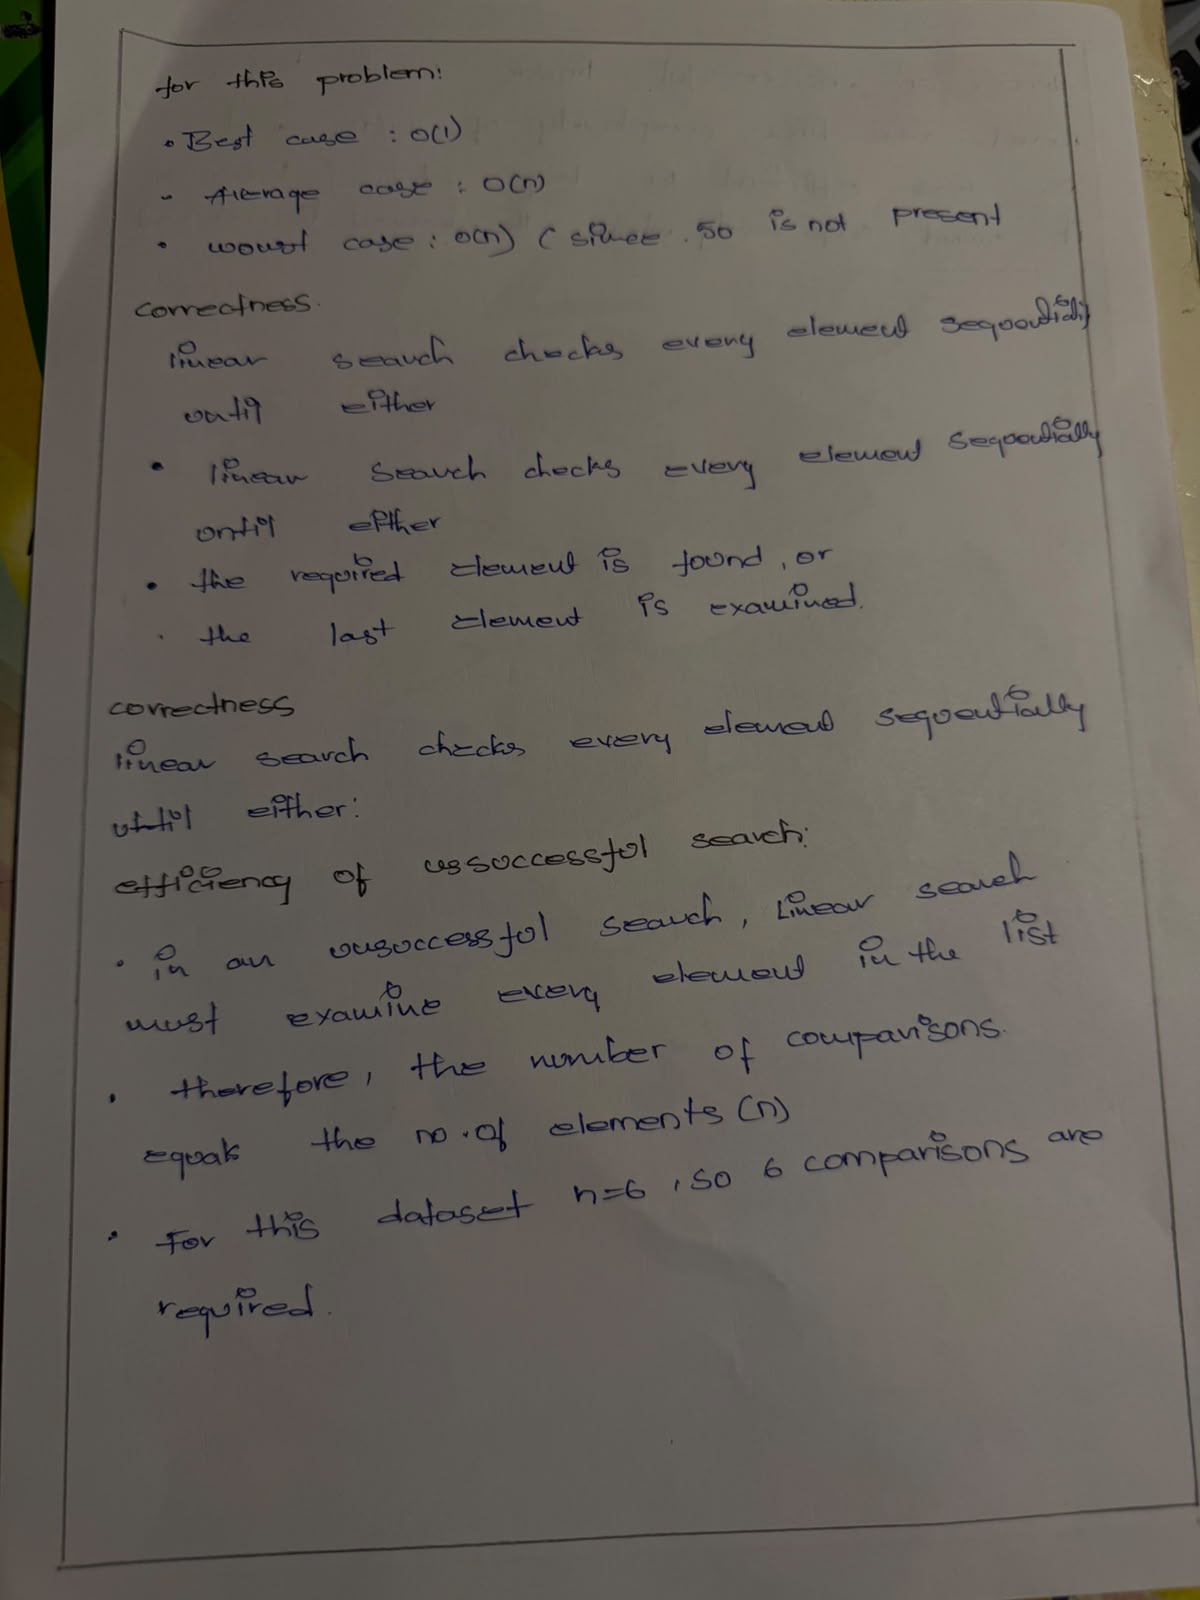 for this problem:
• Best case : O(1)
- Average case : O(n)
• worst case : O(n) (since 50 is not present
correctness.
linear search checks every element sequentially
until either
• linear search checks every element sequentially
until either
• the required element is found, or
· the last element is examined.
correctness
linear search checks every element sequentially
until either:
efficiency of ussuccessful search:
• in an unsuccessful search, Linear search
must examine every element in the list
• therefore, the number of comparisons.
equals the no. of elements (n)
• For this dataset n=6, so 6 comparisons are
required.